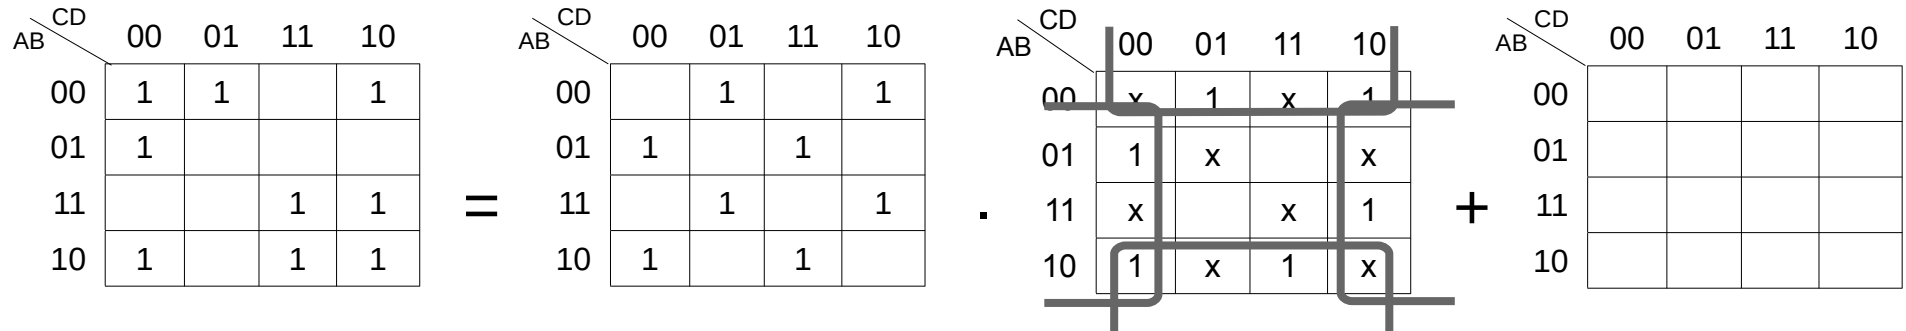 CD CD CD CD
AB 00 01 11 10 AB 00 01 11 10 AB 00 01 11 10 AB 00 01 11 10
00 1 1 1 00 1 1 00 x 1 x 1 00
01 1 01 1 1 01 1 x x 01
11 1 1 = 11 1 1 . 11 x x 1 + 11
10 1 1 1 10 1 1 10 1 x 1 x 10